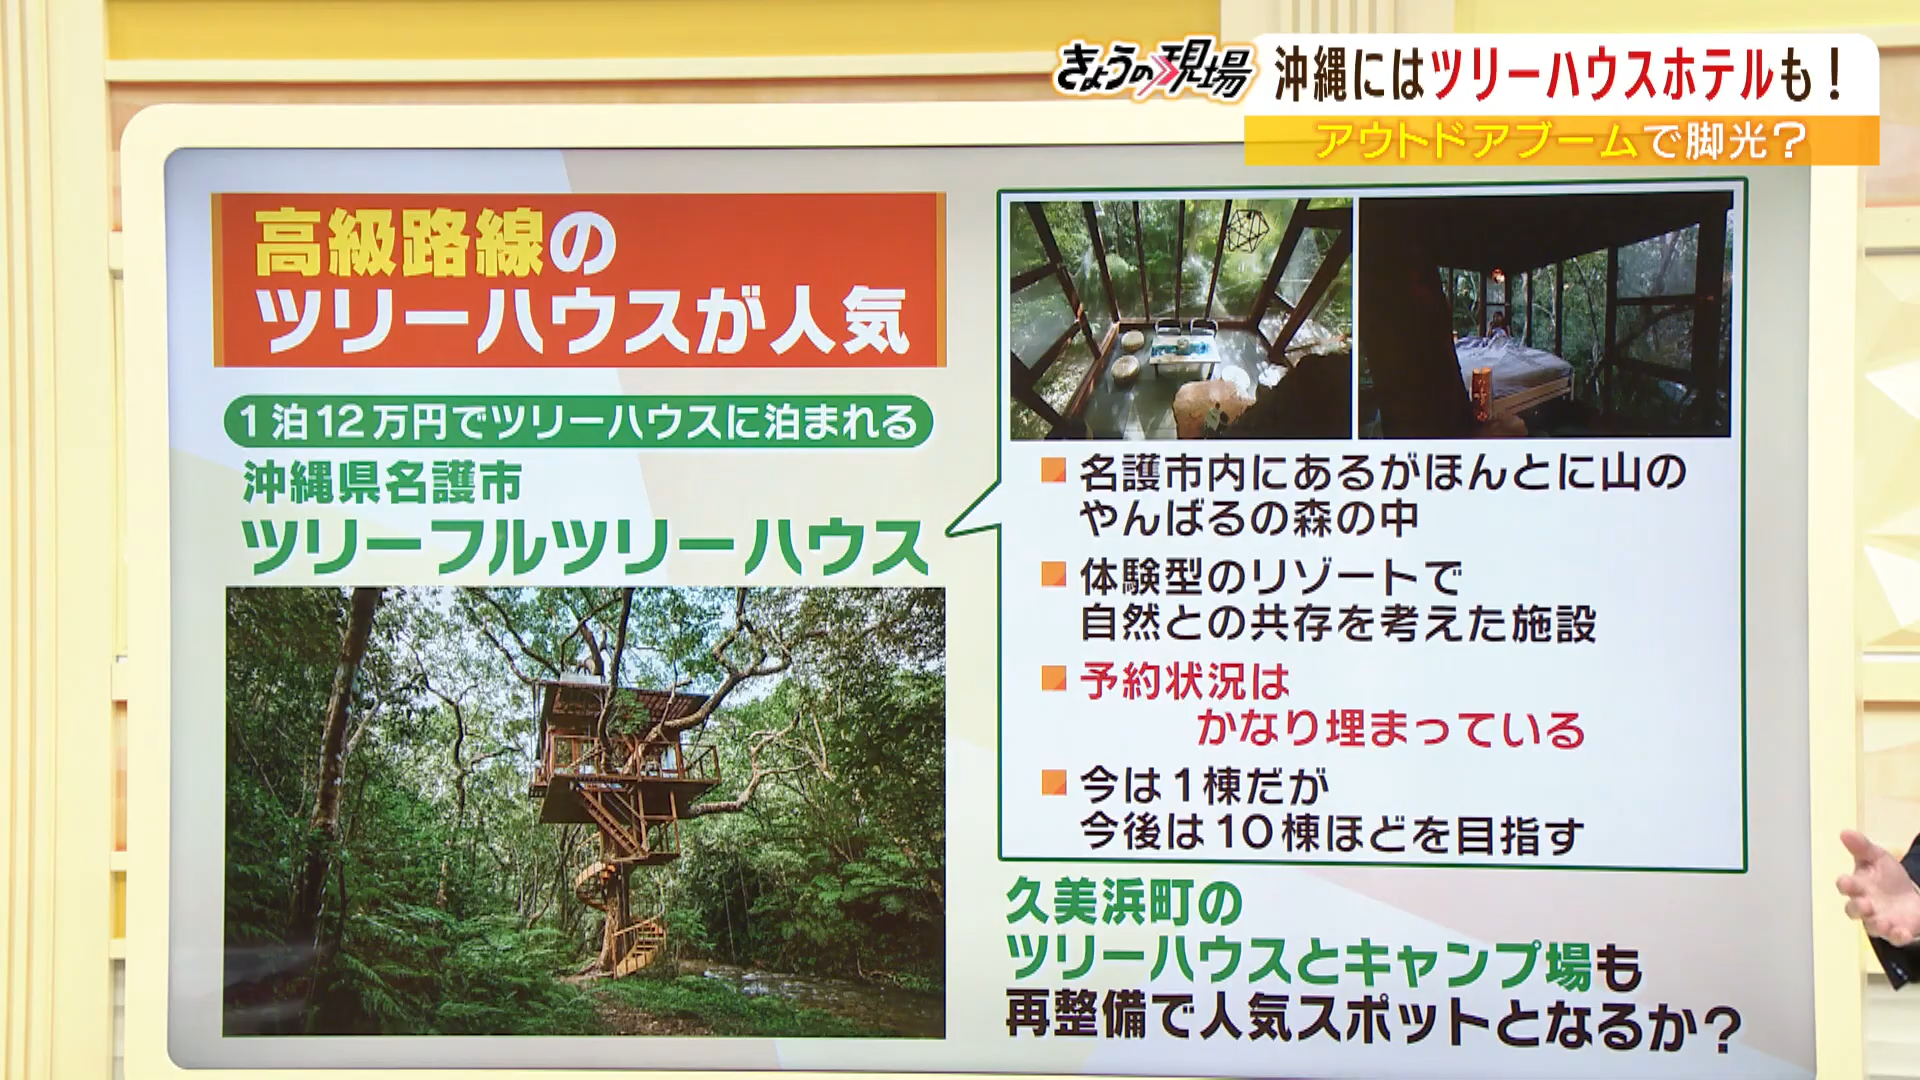 きょうの現場
沖縄にはツリーハウスホテルも！
アウトドアブームで脚光？
高級路線の
ツリーハウスが人気
1泊12万円でツリーハウスに泊まれる
沖縄県名護市
ツリーフルツリーハウス
名護市内にあるがほんとに山の
やんばるの森の中
体験型のリゾートで
自然との共存を考えた施設
予約状況は
かなり埋まっている
今は1棟だが
今後は10棟ほどを目指す
久美浜町の
ツリーハウスとキャンプ場も
再整備で人気スポットとなるか？